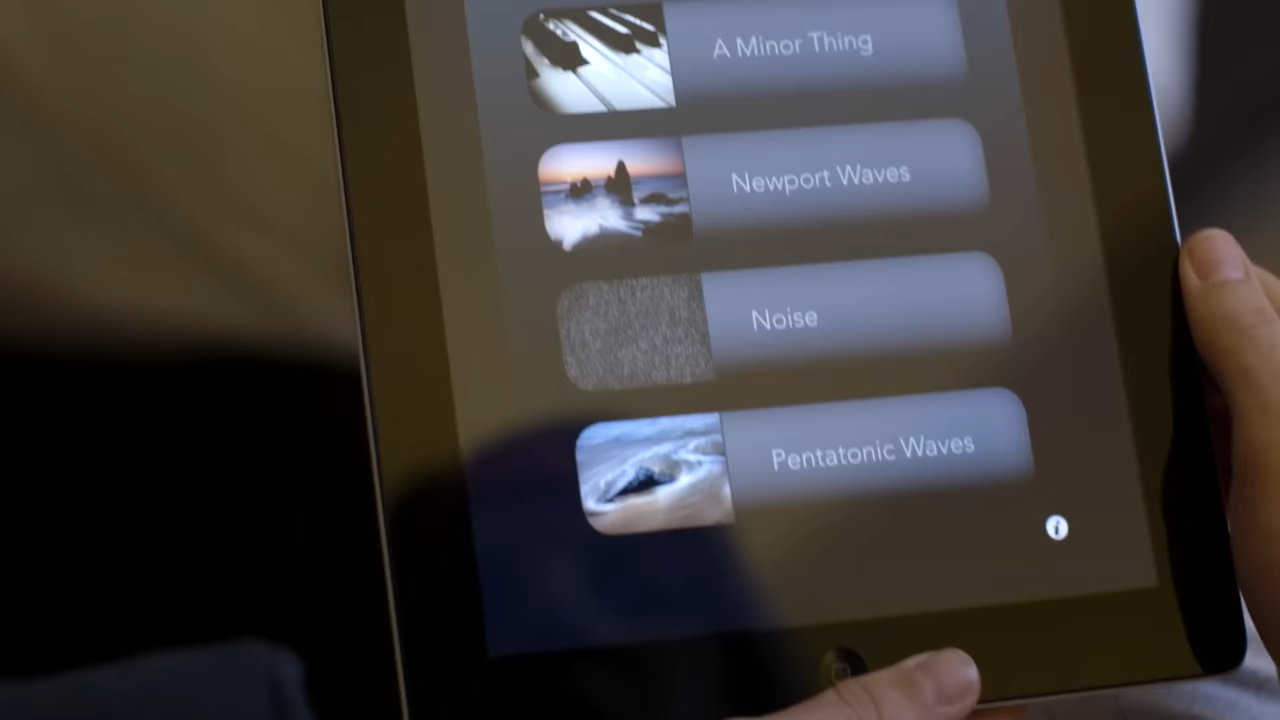 A Minor Thing
Newport Waves
Noise
Pentatonic Waves
i